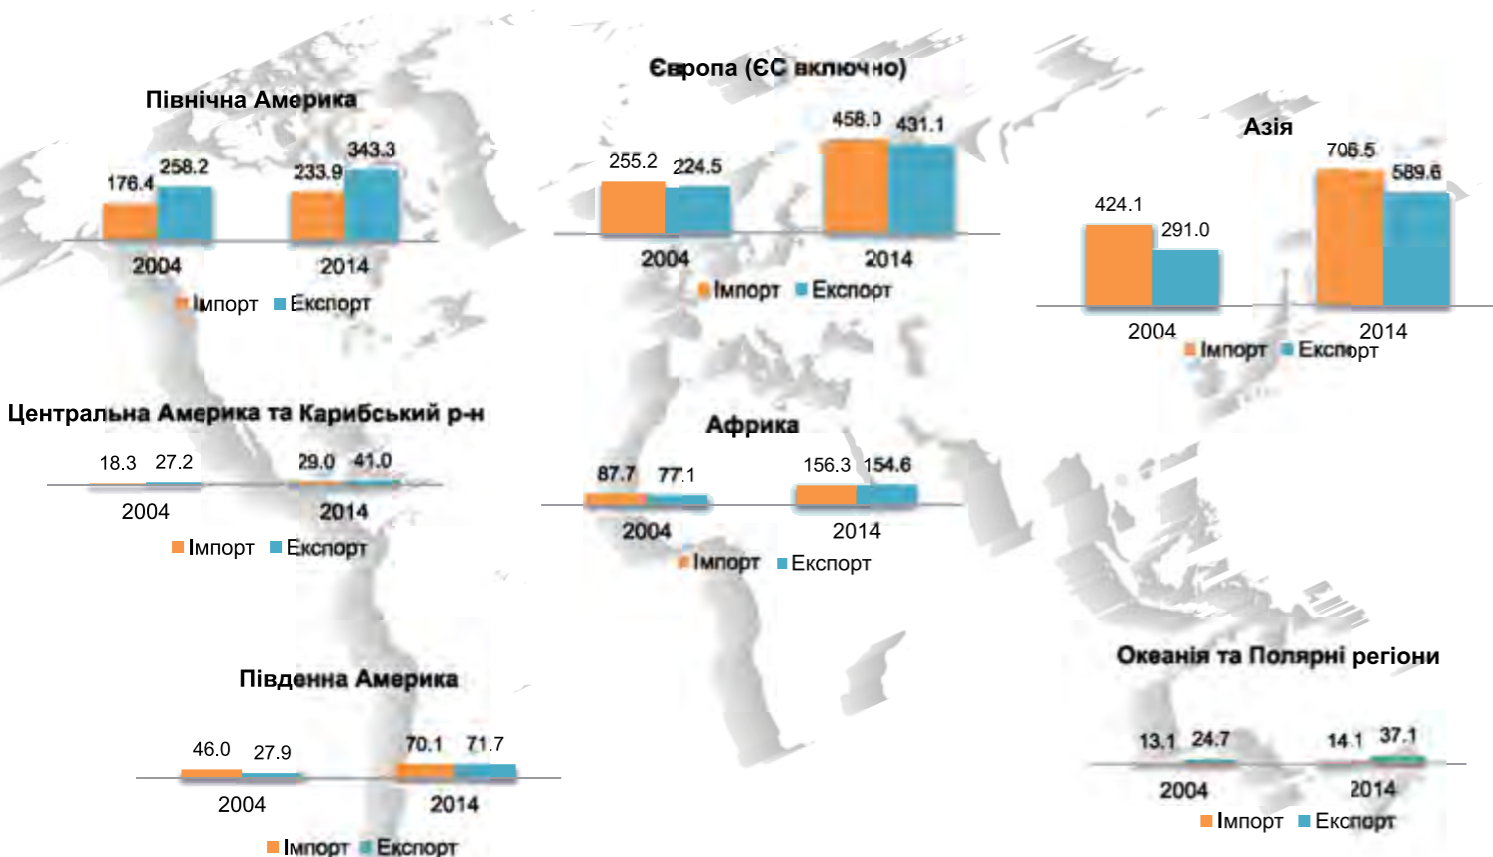 Північна Америка
176.4 258.2 233.9 343.3
2004 2014
Імпорт Експорт
Європа (ЄС включно)
255.2 224.5 458.0 431.1
2004 2014
Імпорт Експорт
Азія
424.1 291.0 706.5 589.6
2004 2014
Імпорт Експорт
Центральна Америка та Карибський р-н
18.3 27.2 29.0 41.0
2004 2014
Імпорт Експорт
Африка
87.7 77.1 156.3 154.6
2004 2014
Імпорт Експорт
Південна Америка
46.0 27.9 70.1 71.7
2004 2014
Імпорт Експорт
Океанія та Полярні регіони
13.1 24.7 14.1 37.1
2004 2014
Імпорт Експорт